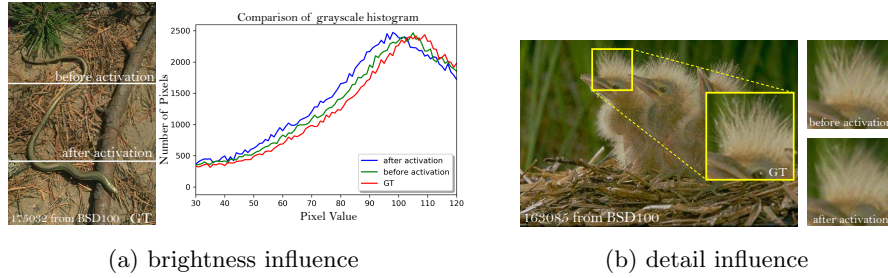 before activation
after activation
175032 from BSD100
GT
Comparison of grayscale histogram
Number of Pixels
2500
2000
1500
1000
500
0
after activation
before activation
GT
30
40
50
60
70
80
90
100
110
120
Pixel Value
(a) brightness influence
GT
163085 from BSD100
before activation
after activation
(b) detail influence